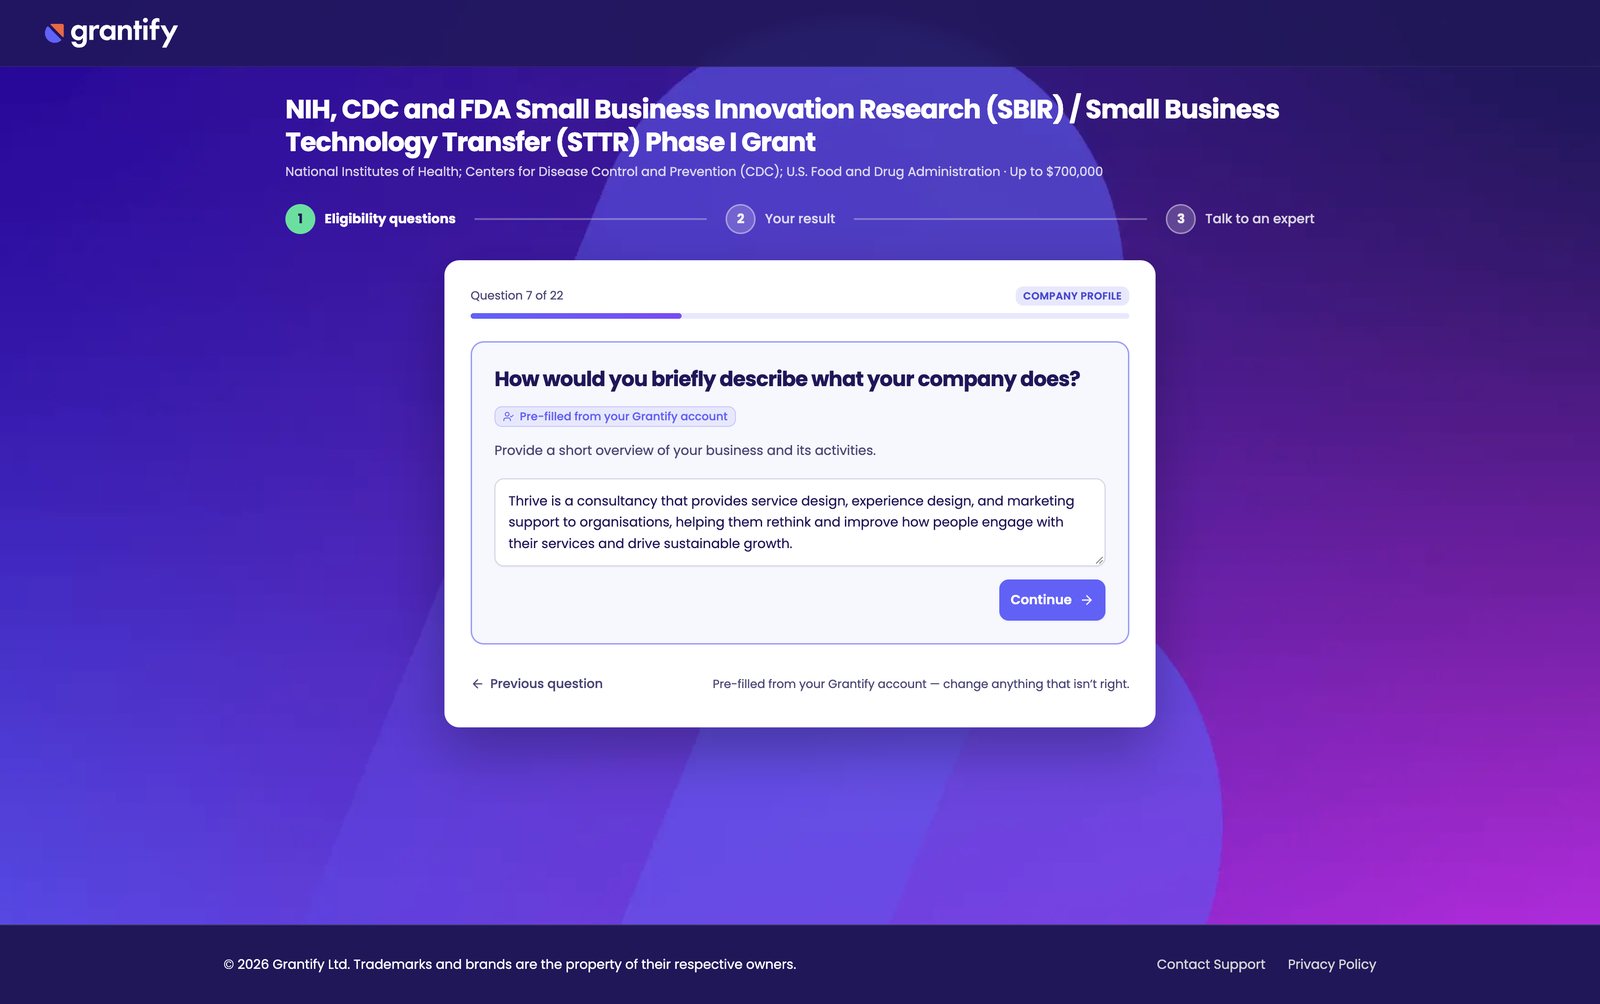 grantify
NIH, CDC and FDA Small Business Innovation Research (SBIR) / Small Business
Technology Transfer (STTR) Phase I Grant
National Institutes of Health; Centers for Disease Control and Prevention (CDC); U.S. Food and Drug Administration · Up to $700,000
1 Eligibility questions
2 Your result
3 Talk to an expert
Question 7 of 22
COMPANY PROFILE
How would you briefly describe what your company does?
Pre-filled from your Grantify account
Provide a short overview of your business and its activities.
Thrive is a consultancy that provides service design, experience design, and marketing
support to organisations, helping them rethink and improve how people engage with
their services and drive sustainable growth.
Continue →
← Previous question
Pre-filled from your Grantify account — change anything that isn’t right.
© 2026 Grantify Ltd. Trademarks and brands are the property of their respective owners.
Contact Support
Privacy Policy